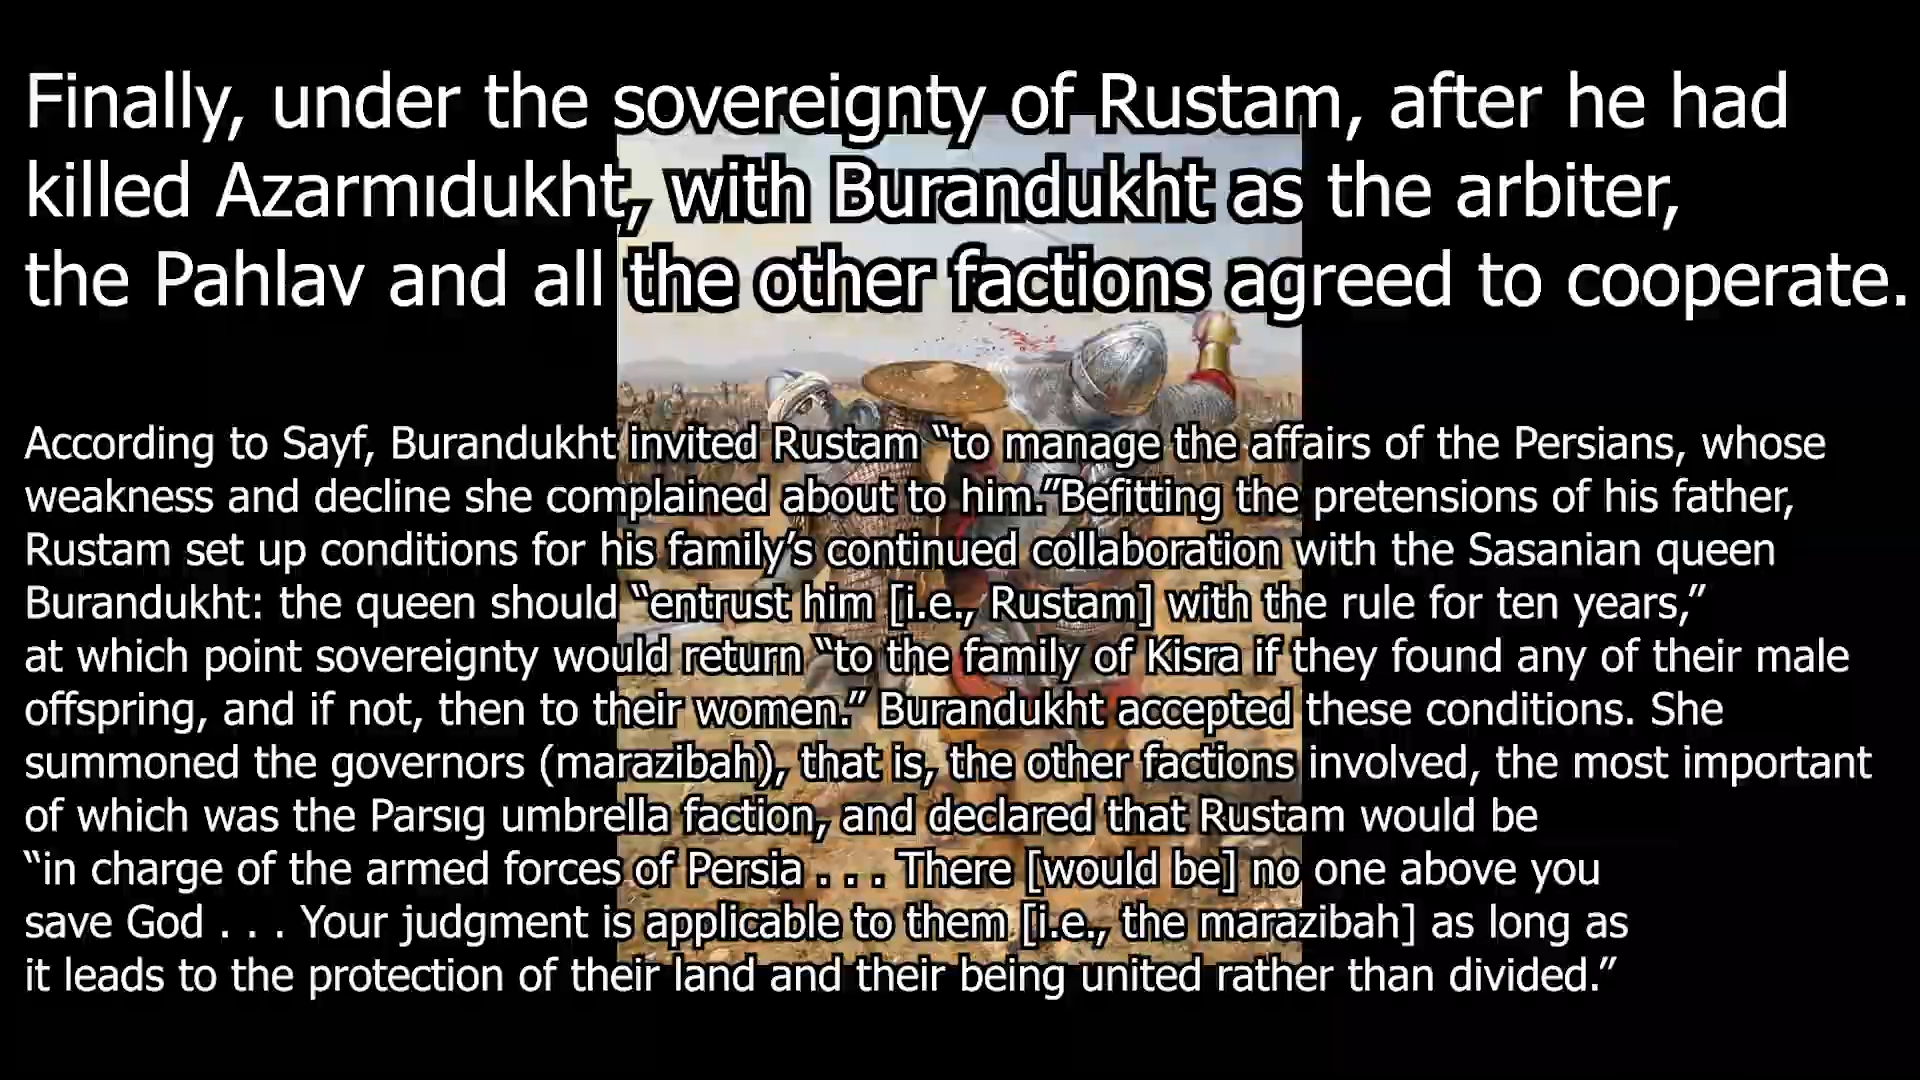 Finally, under the sovereignty of Rustam, after he had
killed Azarmıdukht, with Burandukht as the arbiter,
the Pahlav and all the other factions agreed to cooperate.
According to Sayf, Burandukht invited Rustam “to manage the affairs of the Persians, whose
weakness and decline she complained about to him.”Befitting the pretensions of his father,
Rustam set up conditions for his family’s continued collaboration with the Sasanian queen
Burandukht: the queen should “entrust him [i.e., Rustam] with the rule for ten years,”
at which point sovereignty would return “to the family of Kisra if they found any of their male
offspring, and if not, then to their women.” Burandukht accepted these conditions. She
summoned the governors (marazibah), that is, the other factions involved, the most important
of which was the Parsıg umbrella faction, and declared that Rustam would be
“in charge of the armed forces of Persia . . . There [would be] no one above you
save God . . . Your judgment is applicable to them [i.e., the marazibah] as long as
it leads to the protection of their land and their being united rather than divided.”